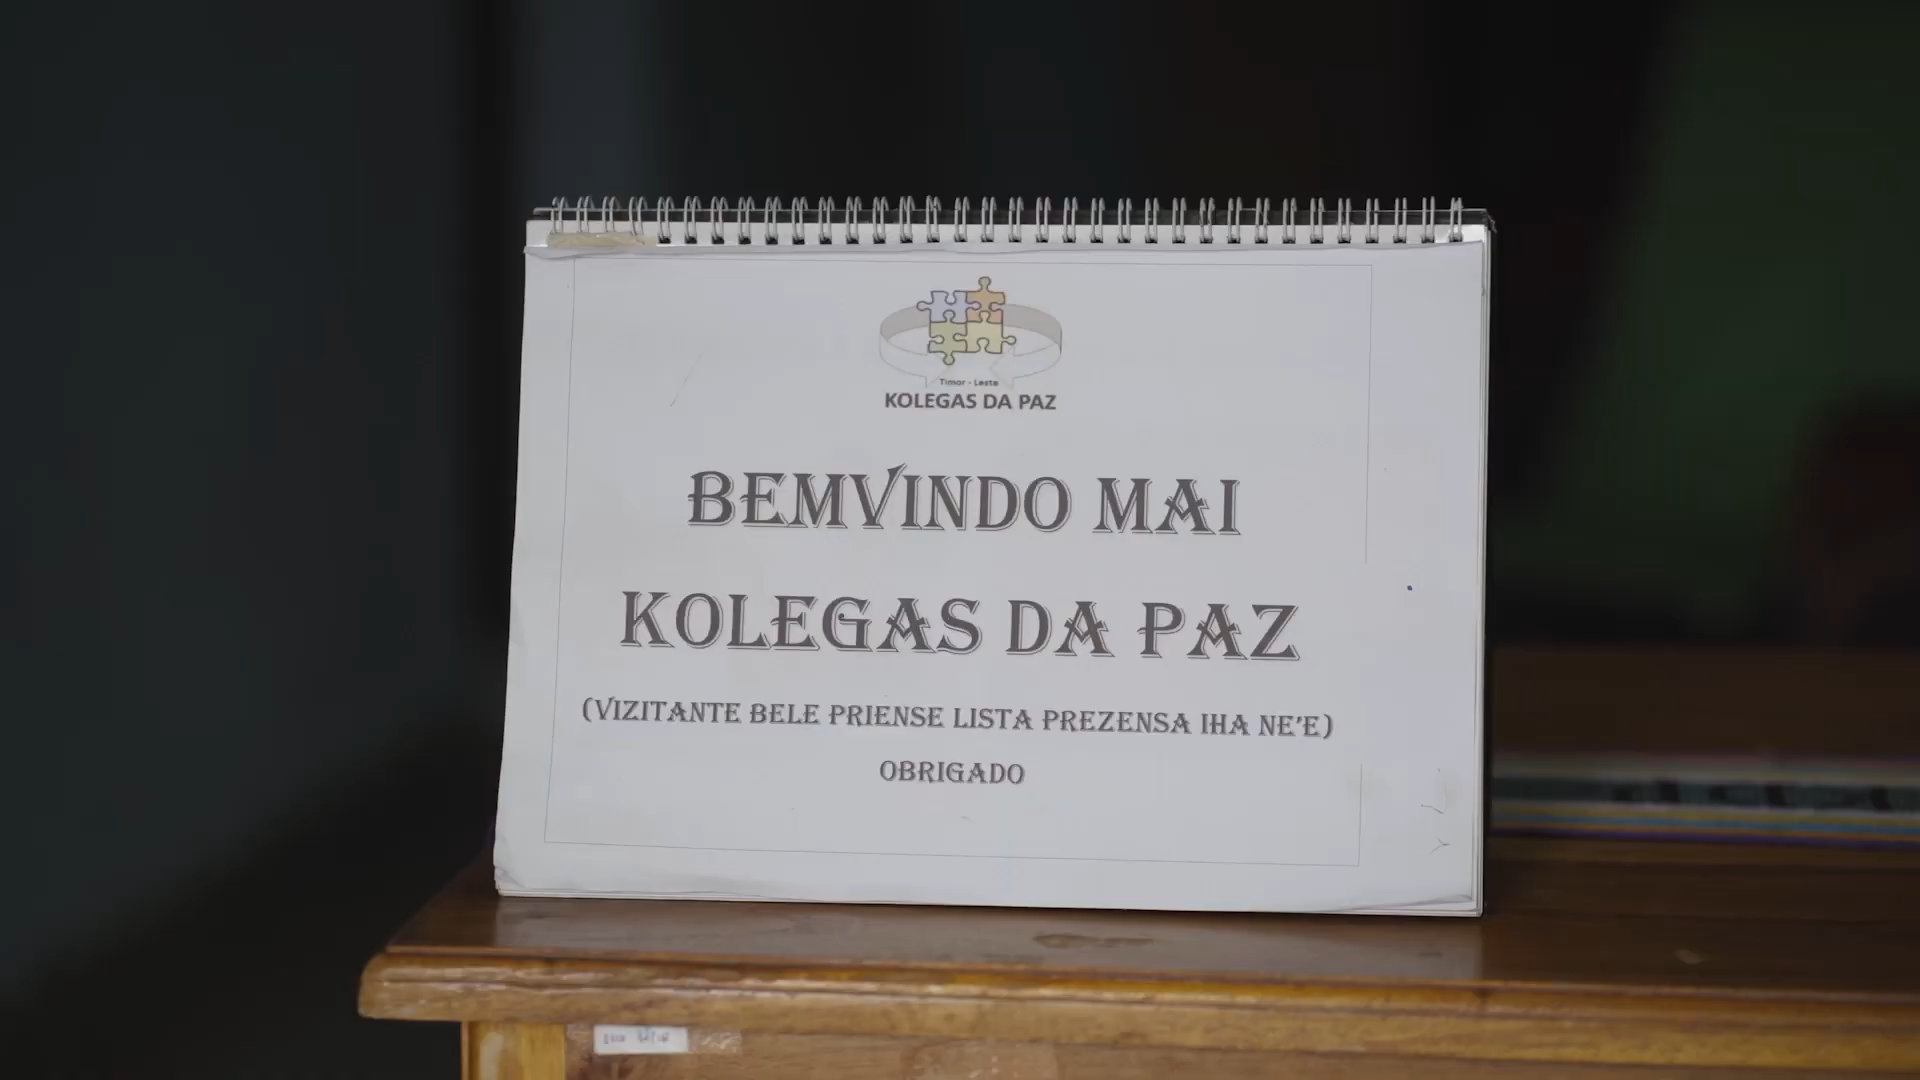 Timor - Leste
KOLEGAS DA PAZ
BEMVINDO MAI
KOLEGAS DA PAZ
(VIZITANTE BELE PRIENSE LISTA PREZENSA IHA NE'E)
OBRIGADO